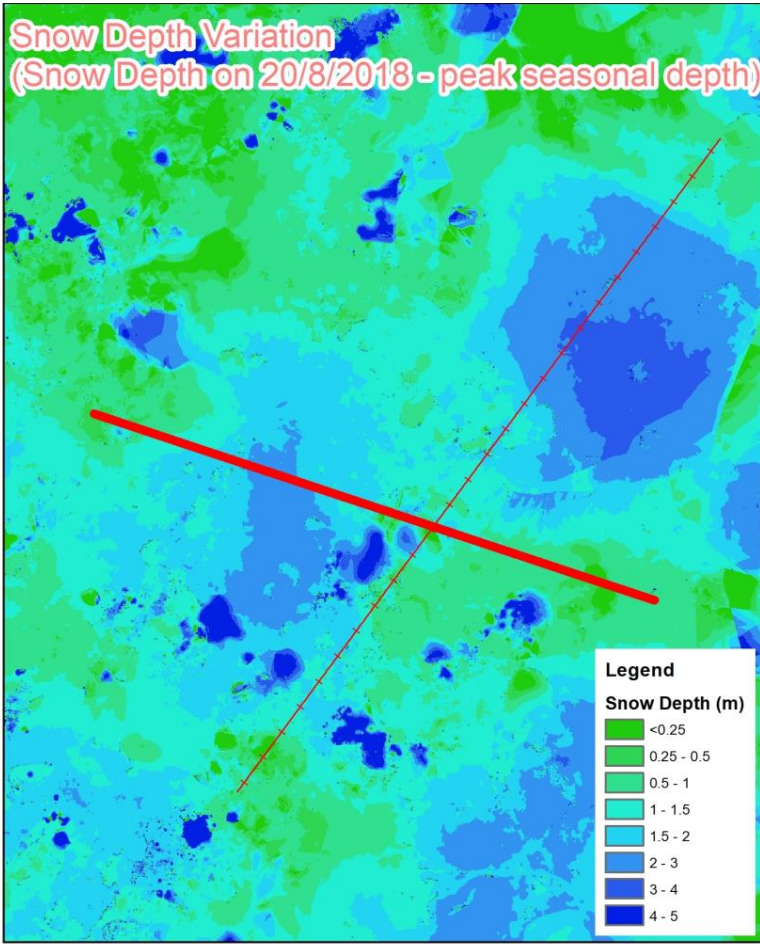 Snow Depth Variation
(Snow Depth on 20/8/2018 - peak seasonal depth)
Legend
Snow Depth (m)
<0.25
0.25 - 0.5
0.5 - 1
1 - 1.5
1.5 - 2
2 - 3
3 - 4
4 - 5